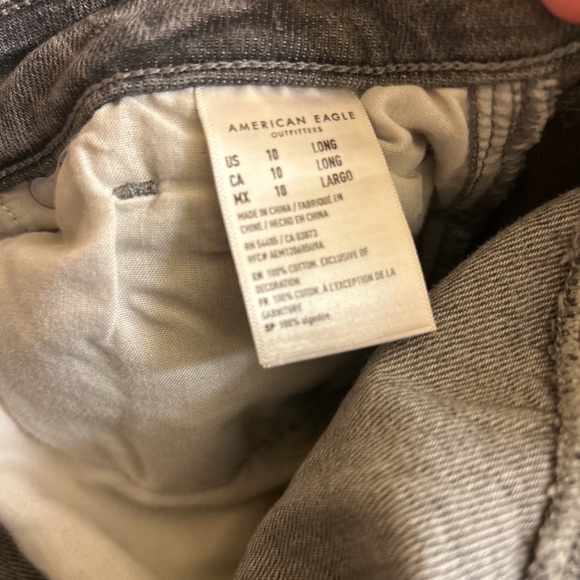 AMERICAN EAGLE
OUTFITTERS
US 10 LONG
CA 10 LONG
MX 10 LARGO
MADE IN CHINA / FABRIQUÉ EN
CHINE / HECHO EN CHINA
RN 54485 / CA 03873
EN 100% COTTON. EXCLUSIVE OF
DECORATION
FR 100% COTON. À L'EXCEPTION DE LA
GARNITURE
SP 100% algodón